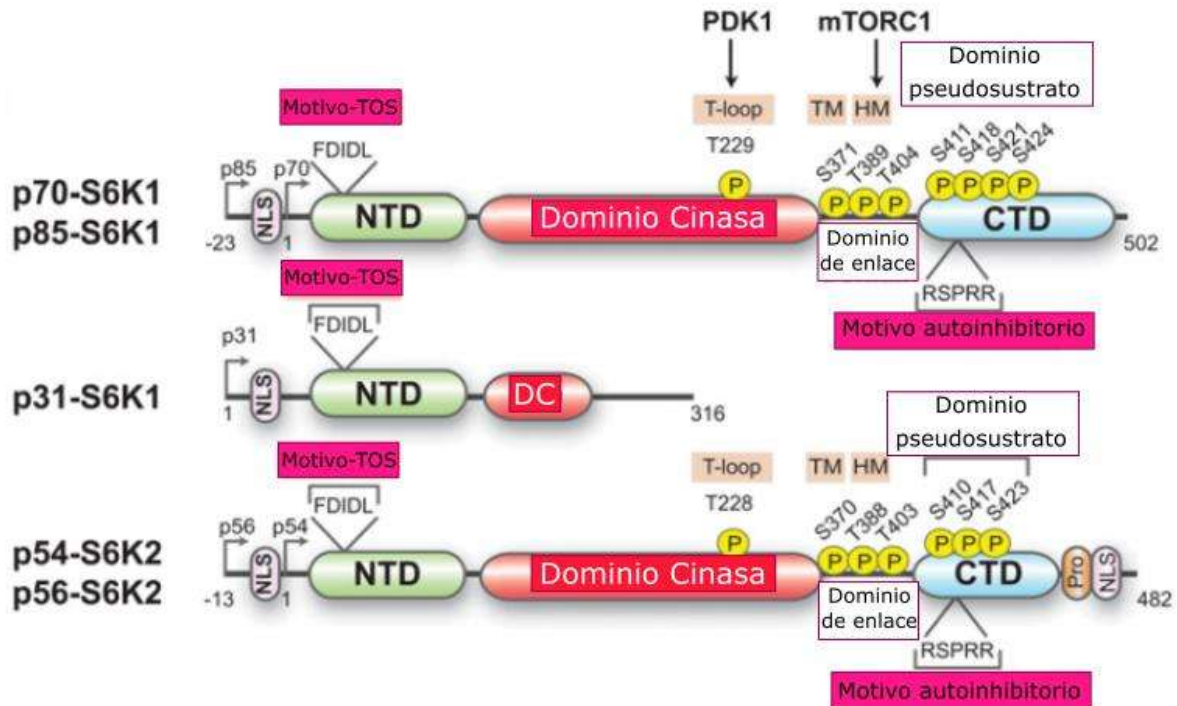 PDK1
mTORC1
Dominio
pseudosustrato
Motivo-TOS
T-loop
TM
HM
FDIDL
T229
S371
T389
T404
S411
S418
S421
S424
p85
p70
p70-S6K1
p85-S6K1
NLS
NTD
P
Dominio Cinasa
P P P
P P P P
CTD
-23
1
Dominio
de enlace
502
RSPRR
Motivo autoinhibitorio
Motivo-TOS
FDIDL
p31
p31-S6K1
NLS
NTD
DC
1
316
Dominio
pseudosustrato
Motivo-TOS
T-loop
TM
HM
FDIDL
T228
S370
T388
T403
S410
S417
S423
p56
p54
p54-S6K2
p56-S6K2
NLS
NTD
P
Dominio Cinasa
P P P
P P P
CTD
Pro
NLS
-13
1
Dominio
de enlace
482
RSPRR
Motivo autoinhibitorio